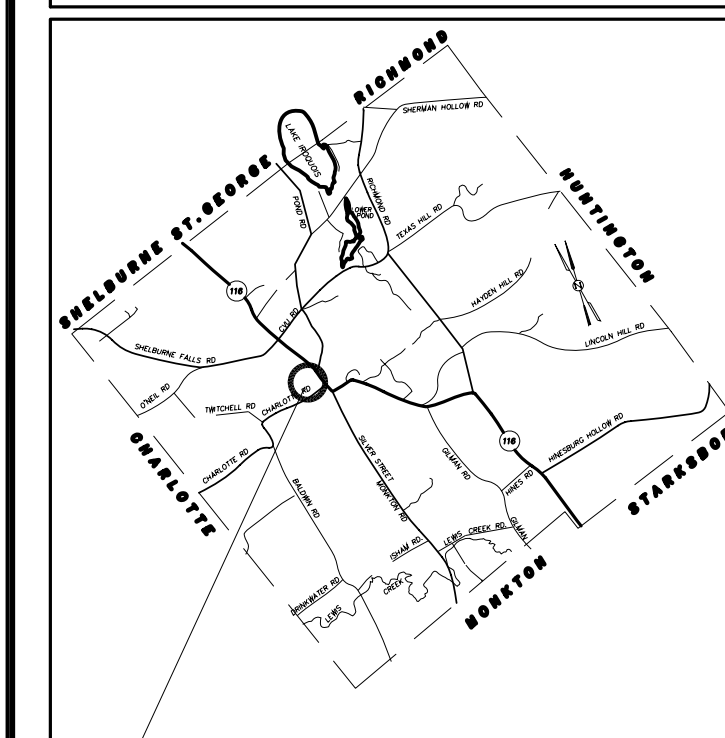 RICHMOND
SHERMAN HOLLOW RD
LAKE IROQUOIS
SHELBURNE
ST.GEORGE
HUNTINGTON
POND RD
RICHMOND RD
LOWER
POND
TEXAS HILL RD
116
N
HAYDEN HILL RD
CVU RD
LINCOLN HILL RD
SHELBURNE FALLS RD
O'NEIL RD
TWITCHELL RD
CHARLOTTE RD
CHARLOTTE
CHARLOTTE RD
SILVER STREET
116
HINESBURG HOLLOW RD
GILMAN RD
HINES RD
BALDWIN RD
MONKTON RD
STARKSBOR
GILMAN
LEWIS CREEK RD.
ISHAM RD.
MONKTON
DRINKWATER RD
LEWIS
CREEK